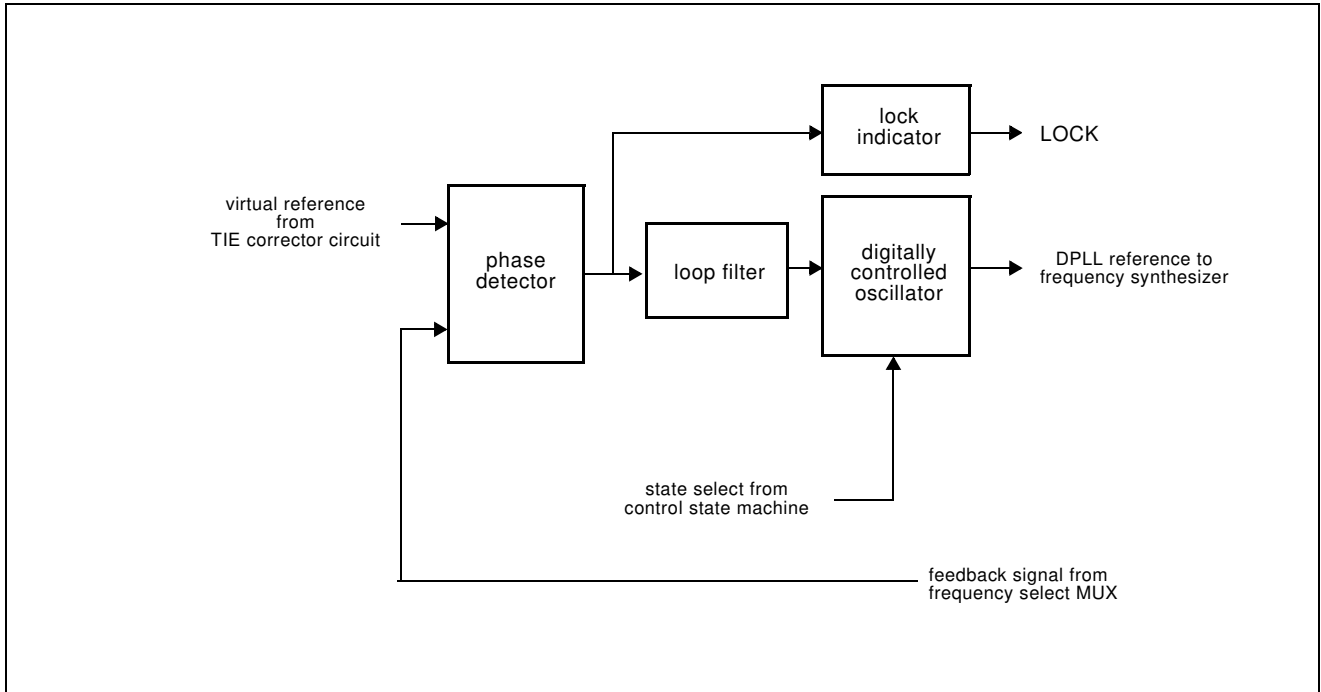 lock
indicator
LOCK
virtual reference
from
TIE corrector circuit
phase
detector
loop filter
digitally
controlled
oscillator
DPLL reference to
frequency synthesizer
state select from
control state machine
feedback signal from
frequency select MUX